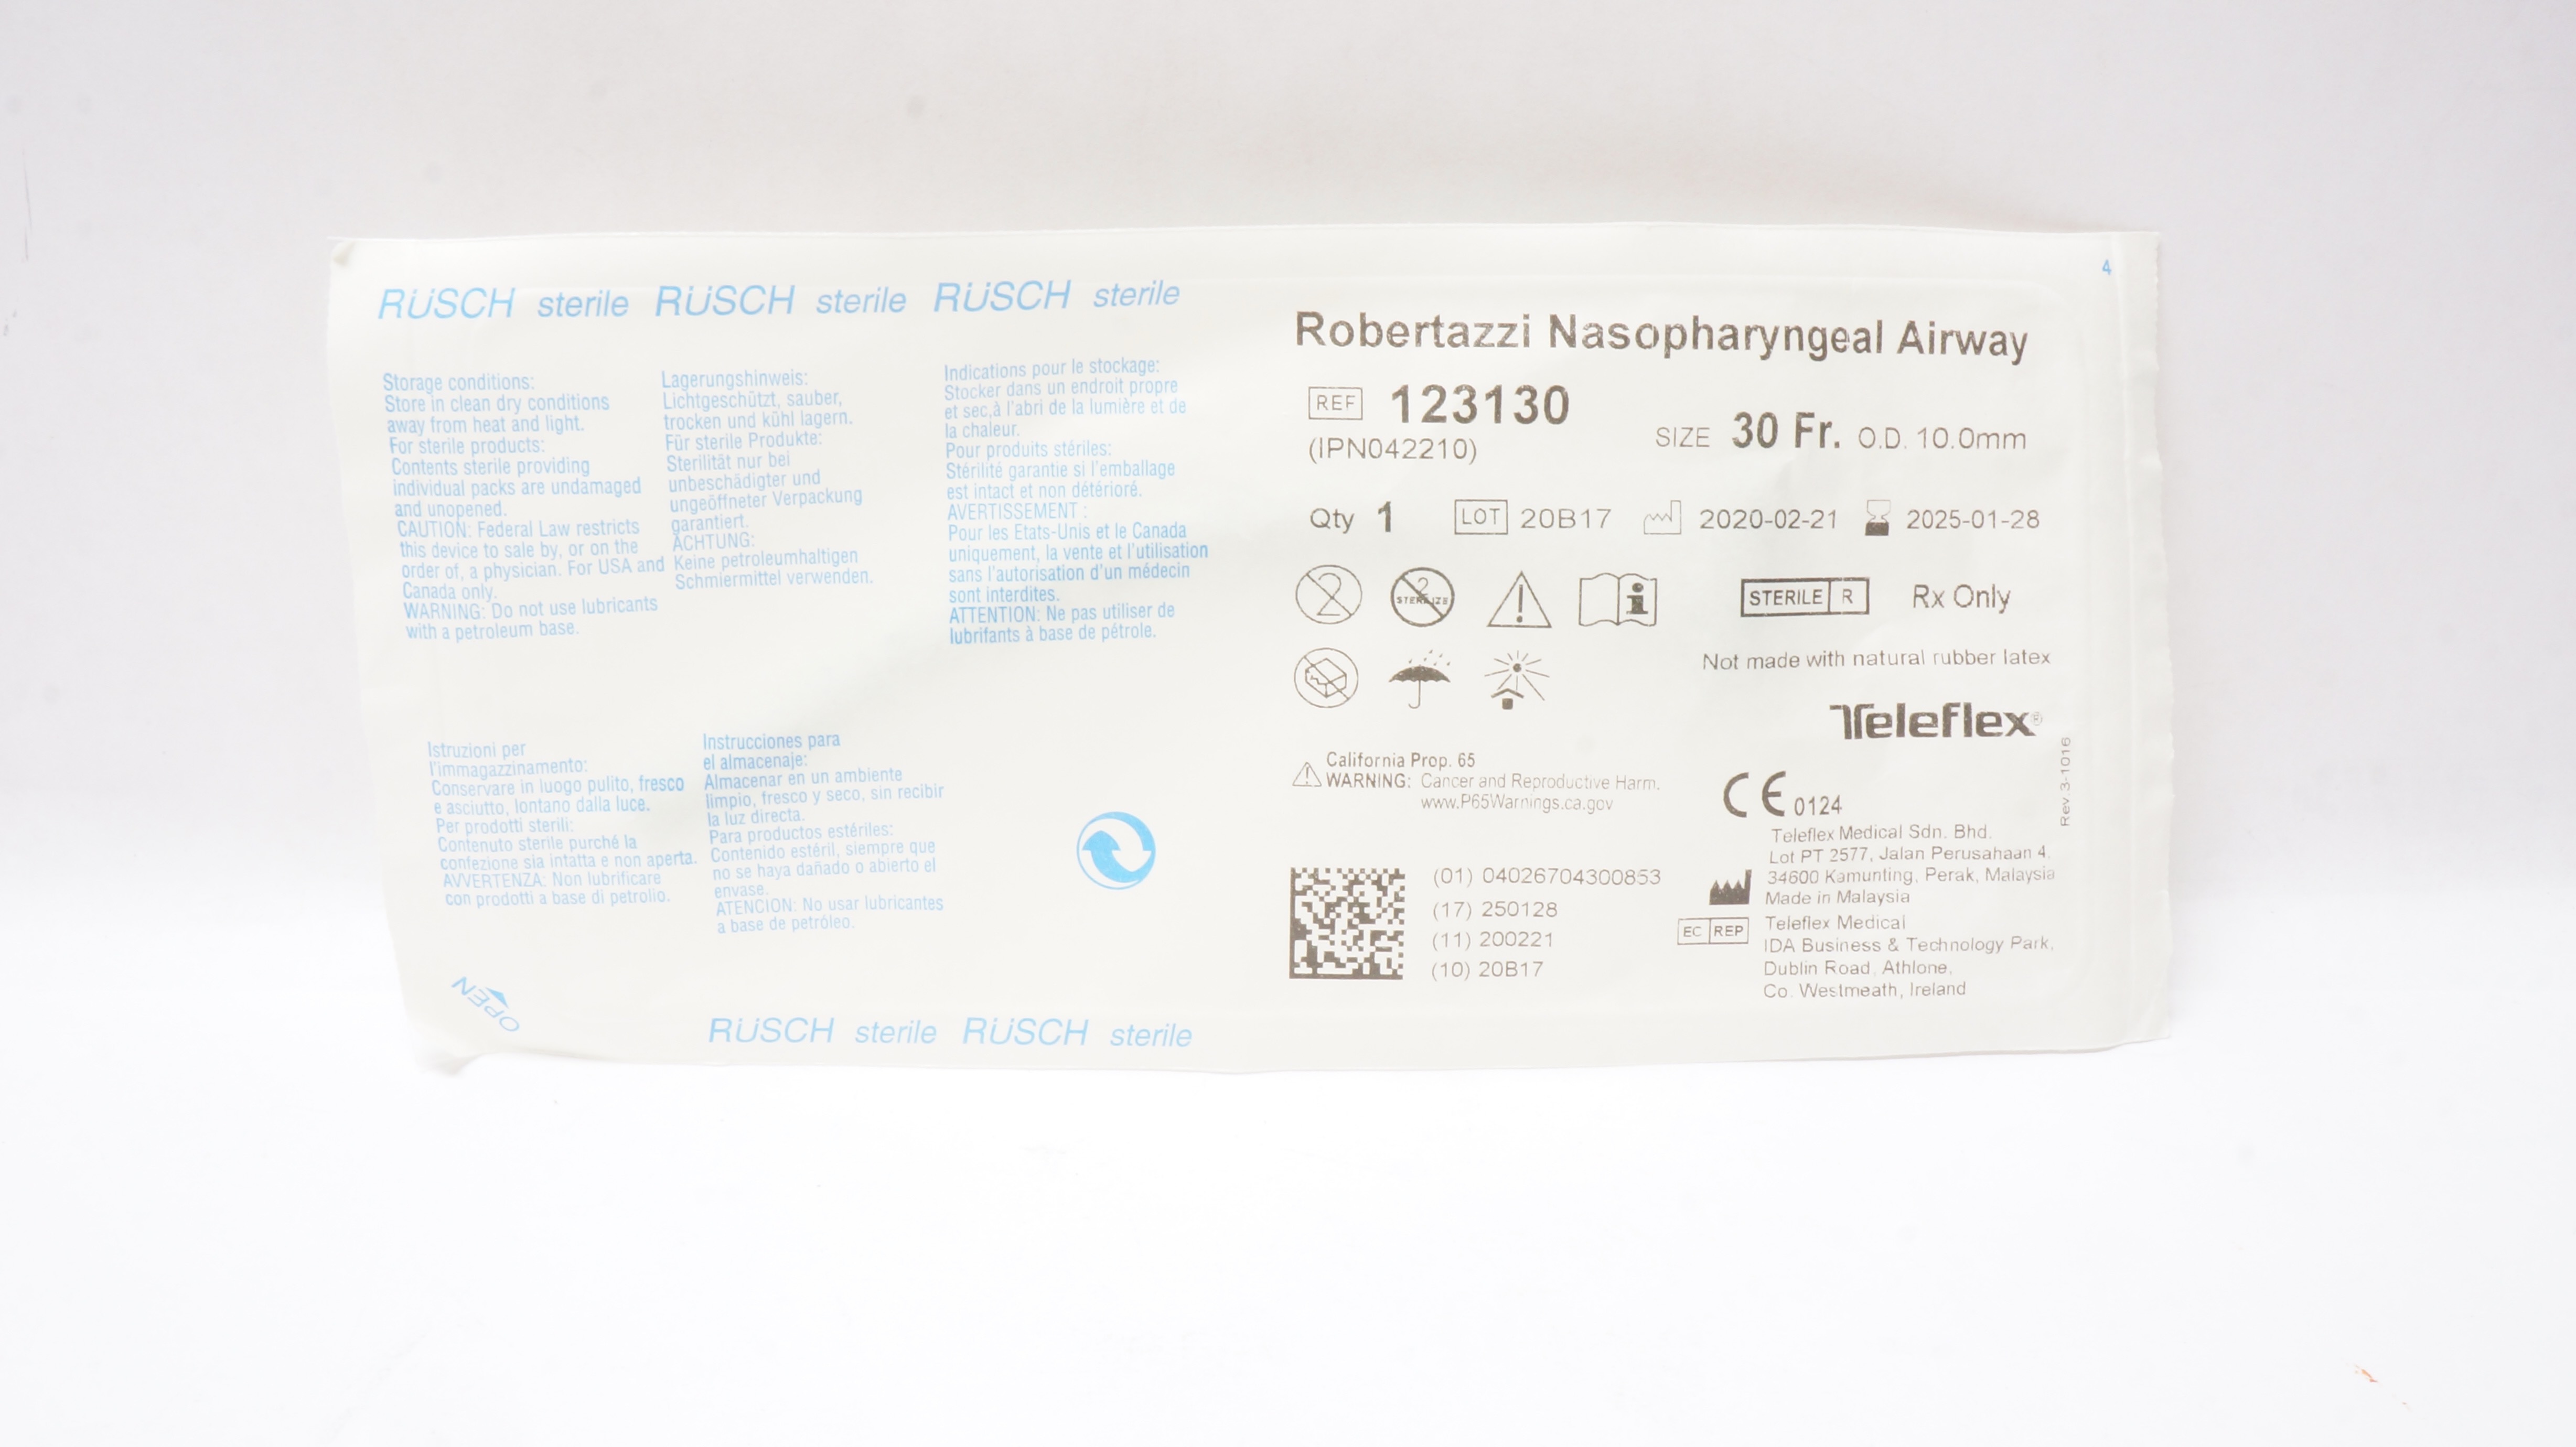 RÜSCH sterile RÜSCH sterile RÜSCH sterile
Storage conditions:
Store in clean dry conditions
away from heat and light.
For sterile products:
Contents sterile providing
individual packs are undamaged
and unopened.
CAUTION: Federal Law restricts
this device to sale by, or on the
order of, a physician. For USA and
Canada only.
WARNING: Do not use lubricants
with a petroleum base.
Lagerungshinweis:
Lichtgeschützt, sauber,
trocken und kühl lagern.
Für sterile Produkte:
Sterilität nur bei
unbeschädigter und
ungeöffneter Verpackung
garantiert.
ACHTUNG:
Keine petroleumhaltigen
Schmiermittel verwenden.
Indications pour le stockage:
Stocker dans un endroit propre
et sec,à l'abri de la lumière et de
la chaleur.
Pour produits stériles:
Stérilité garantie si l'emballage
est intact et non détérioré.
AVERTISSEMENT :
Pour les Etats-Unis et le Canada
uniquement, la vente et l'utilisation
sans l'autorisation d'un médecin
sont interdites.
ATTENTION: Ne pas utiliser de
lubrifants à base de pétrole.
Istruzioni per
l'immagazzinamento:
Conservare in luogo pulito, fresco
e asciutto, lontano dalla luce.
Per prodotti sterili:
Contenuto sterile purché la
confezione sia intatta e non aperta.
AVVERTENZA: Non lubrificare
con prodotti a base di petrolio.
Instrucciones para
el almacenaje:
Almacenar en un ambiente
limpio, fresco y seco, sin recibir
la luz directa.
Para productos estériles:
Contenido estéril, siempre que
no se haya dañado o abierto el
envase.
ATENCION: No usar lubricantes
a base de petróleo.
OPEN
RÜSCH sterile RÜSCH sterile
4
Robertazzi Nasopharyngeal Airway
REF 123130
(IPN042210)
SIZE 30 Fr. O.D. 10.0mm
Qty 1 LOT 20B17 2020-02-21 2025-01-28
2 2 STERILIZE STERILE R Rx Only
Not made with natural rubber latex
Teleflex®
California Prop. 65
WARNING: Cancer and Reproductive Harm.
www.P65Warnings.ca.gov
CE 0124
Rev 3-1016
(01) 04026704300853
(17) 250128
(11) 200221
(10) 20B17
Teleflex Medical Sdn. Bhd.
Lot PT 2577, Jalan Perusahaan 4.
34600 Kamunting, Perak, Malaysia
Made in Malaysia
EC REP Teleflex Medical
IDA Business & Technology Park,
Dublin Road, Athlone,
Co. Westmeath, Ireland